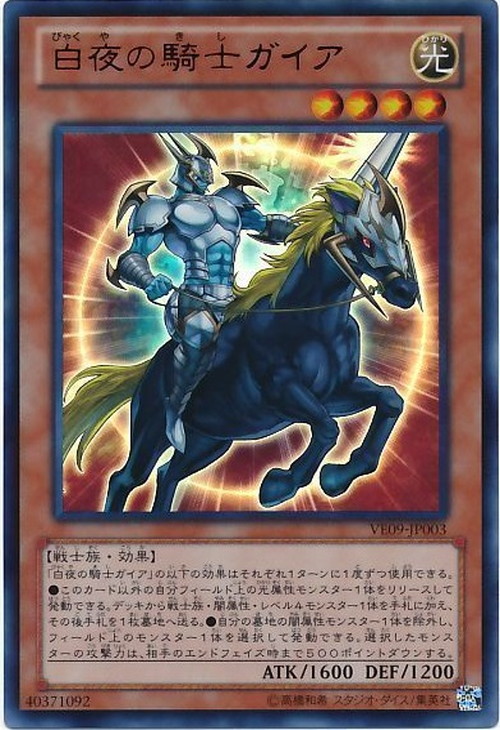 白夜の騎士ガイア
光
VE09-JP003
【戦士族・効果】
「白夜の騎士ガイア」の以下の効果はそれぞれ1ターンに1度ずつ使用できる。
●このカード以外の自分フィールド上の光属性モンスター1体をリリースして
発動できる。デッキから戦士族・闇属性・レベル4モンスター1体を手札に加え、
その後手札を1枚墓地へ送る。●自分の墓地の闇属性モンスター1体を除外し、
フィールド上のモンスター1体を選択して発動できる。選択したモンス
ターの攻撃力は、相手のエンドフェイズ時まで500ポイントダウンする。
ATK/1600 DEF/1200
40371092
©高橋和希 スタジオ・ダイス/集英社